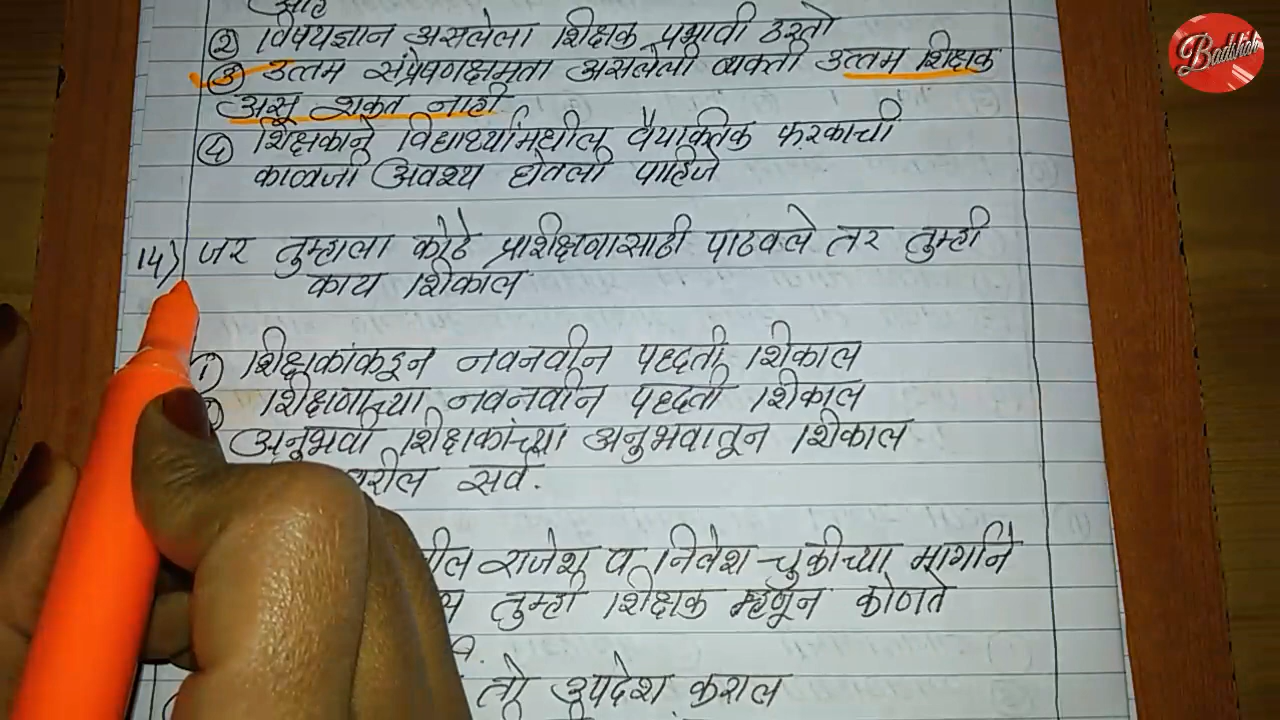 आहे
② विषयज्ञान असलेला शिक्षक प्रभावी ठरतो
③ उत्तम संप्रेषणक्षमता असलेली व्यक्ती उत्तम शिक्षक
असू शकत नाही
④ शिक्षकाने विद्यार्थ्यांमधील वैयक्तिक फरकाची
काळजी अवश्य घेतली पाहिजे
14) जर तुम्हाला कोठे प्रशिक्षणासाठी पाठवले तर तुम्ही
काय शिकाल
① शिक्षकांकडून नवनवीन पद्धती शिकाल
शिक्षणाच्या नवनवीन पद्धती शिकाल
अनुभवी शिक्षकांच्या अनुभवातून शिकाल
वरील सर्व.
राजेश व निलेश चुकीच्या मार्गाने
तुम्ही शिक्षक म्हणून कोणते
तो उपदेश कराल
Badshah